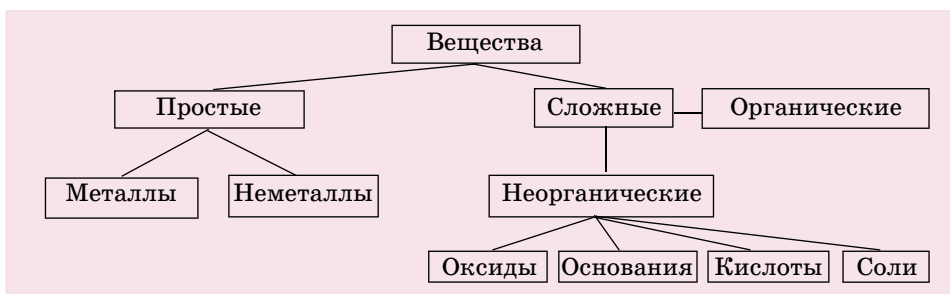 Вещества
Простые
Сложные
Органические
Металлы
Неметаллы
Неорганические
Оксиды
Основания
Кислоты
Соли